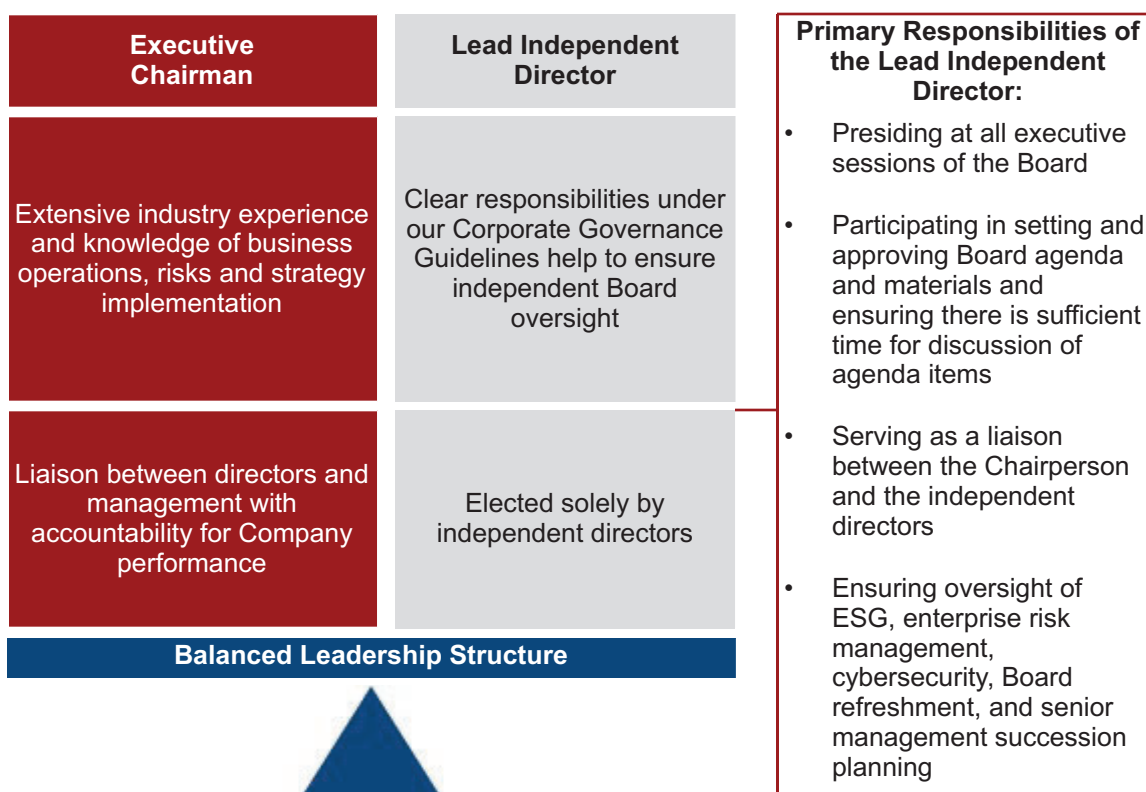 Executive
Chairman
Lead Independent
Director
Extensive industry experience
and knowledge of business
operations, risks and strategy
implementation
Clear responsibilities under
our Corporate Governance
Guidelines help to ensure
independent Board
oversight
Liaison between directors and
management with
accountability for Company
performance
Elected solely by
independent directors
Balanced Leadership Structure
Primary Responsibilities of
the Lead Independent
Director:
• Presiding at all executive
sessions of the Board
• Participating in setting and
approving Board agenda
and materials and
ensuring there is sufficient
time for discussion of
agenda items
• Serving as a liaison
between the Chairperson
and the independent
directors
• Ensuring oversight of
ESG, enterprise risk
management,
cybersecurity, Board
refreshment, and senior
management succession
planning